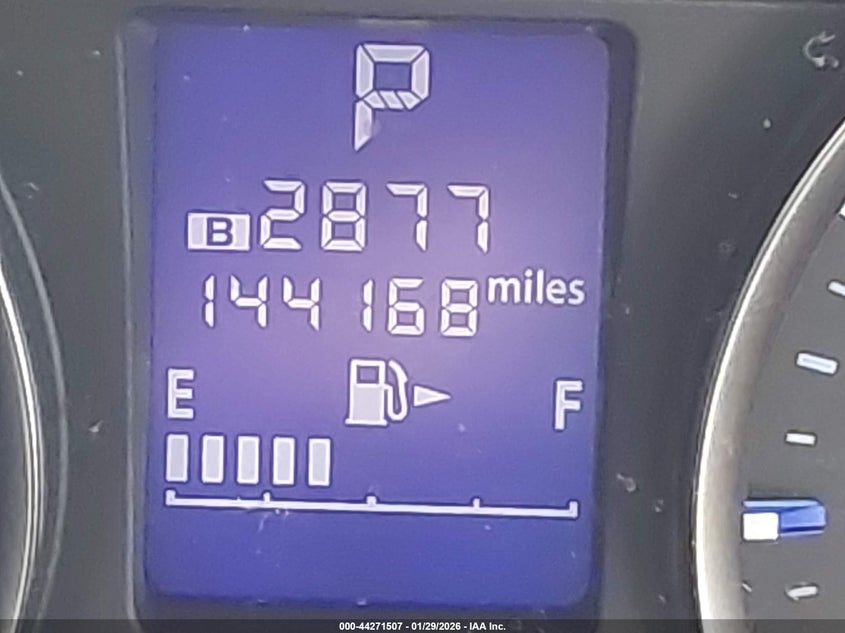 P
B 2877
144168 miles
E F
000-44271507 - 01/29/2026 - IAA Inc.